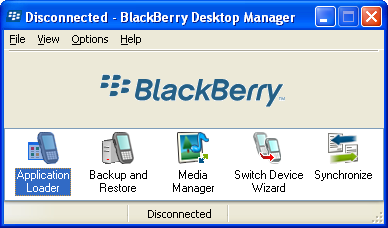 Disconnected - BlackBerry Desktop Manager
File View Options Help
BlackBerry™
Application Loader
Backup and Restore
Media Manager
Switch Device Wizard
Synchronize
Disconnected